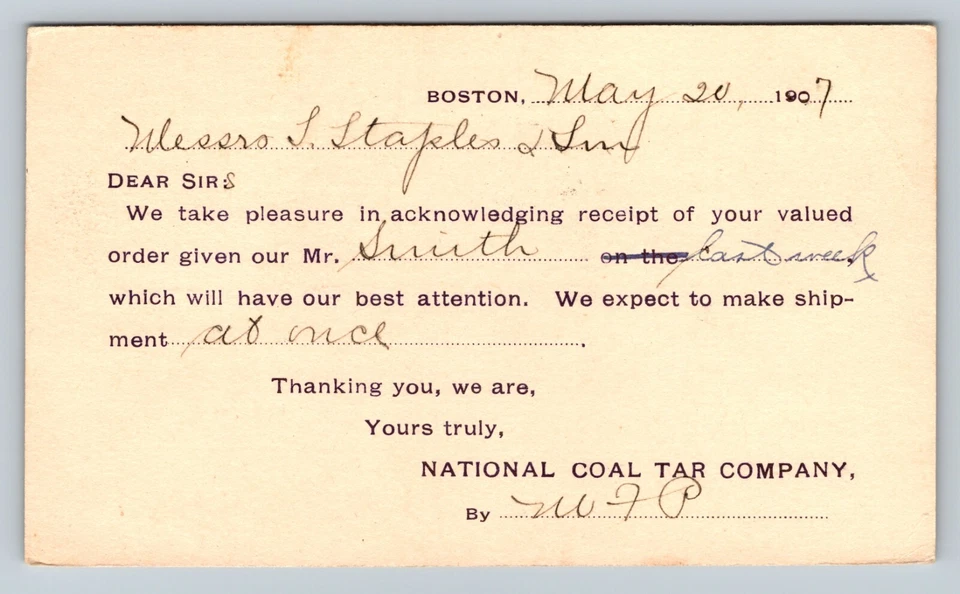 BOSTON, May 20, 1907
Messrs S. Staples & Son
DEAR SIR:s
We take pleasure in acknowledging receipt of your valued
order given our Mr. Smith on the last week
which will have our best attention. We expect to make ship-
ment at once.
Thanking you, we are,
Yours truly,
NATIONAL COAL TAR COMPANY,
By M F P